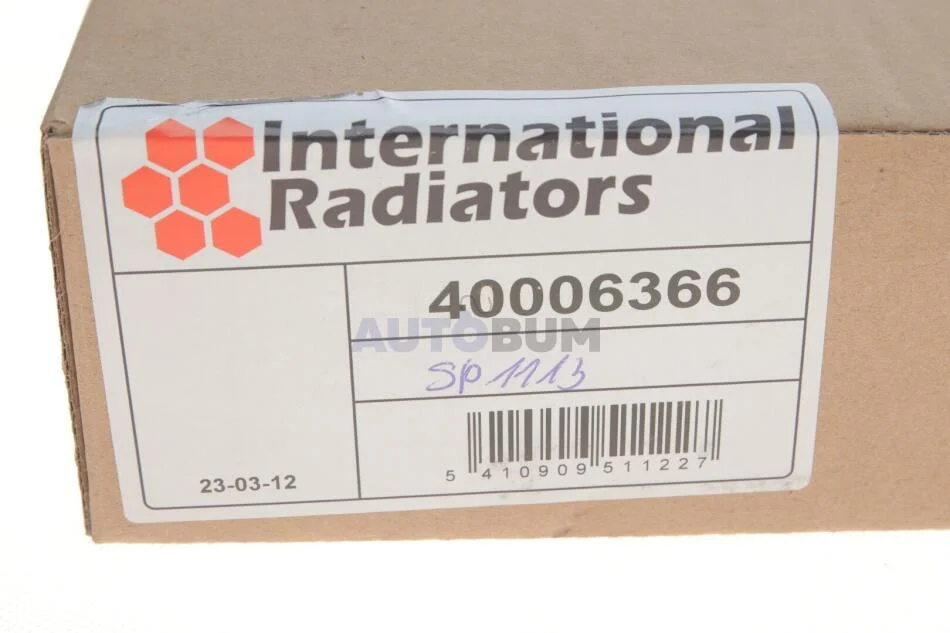 International
Radiators
40006366
AUTOBUM
SP1113
23-03-12
5 410909 511227